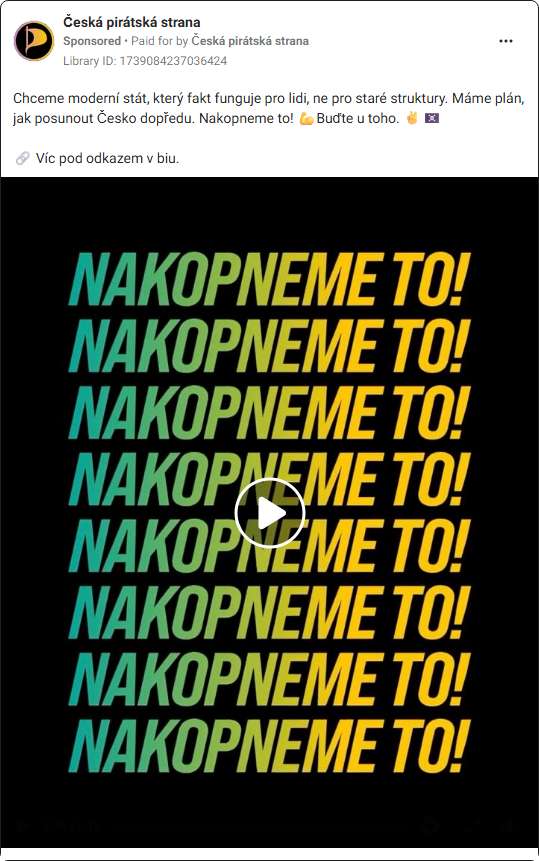 Česká pirátská strana
Sponsored • Paid for by Česká pirátská strana
Library ID: 1739084237036424
Chceme moderní stát, který fakt funguje pro lidi, ne pro staré struktury. Máme plán,
jak posunout Česko dopředu. Nakopneme to! 💪 Buďte u toho. ✌️ 🏴‍☠️
🔗 Víc pod odkazem v biu.
NAKOPNEME TO!
NAKOPNEME TO!
NAKOPNEME TO!
NAKOPNEME TO!
NAKOPNEME TO!
NAKOPNEME TO!
NAKOPNEME TO!
NAKOPNEME TO!